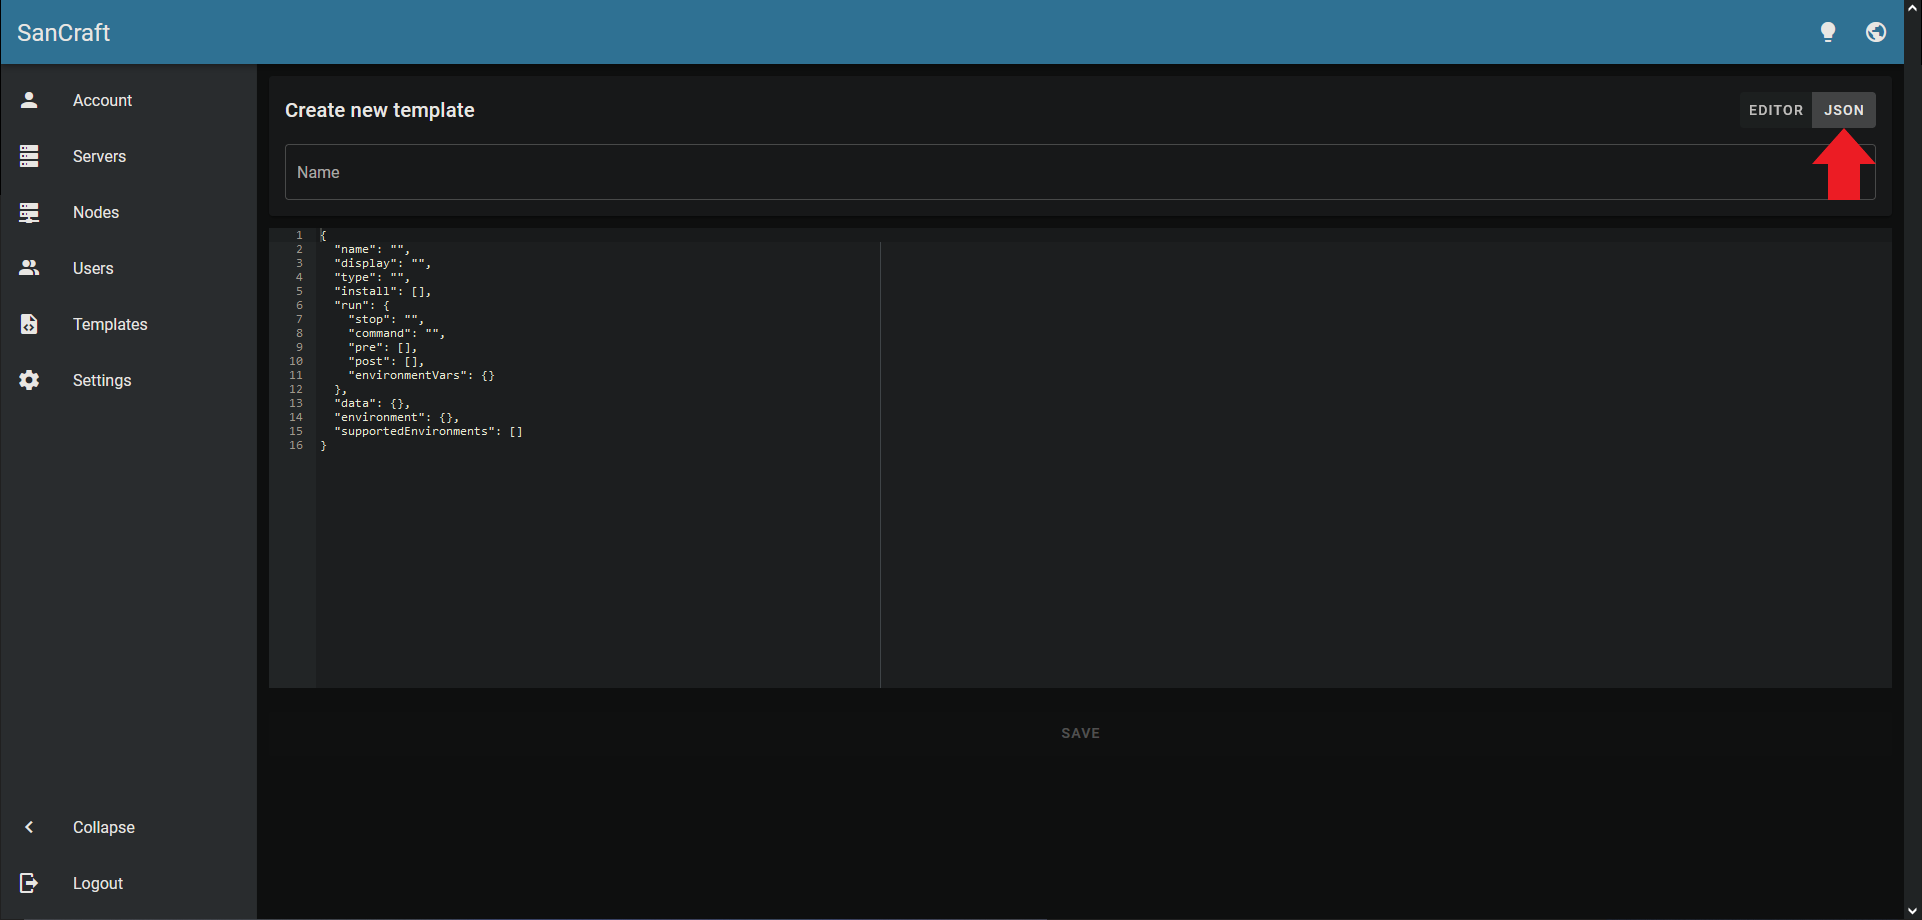 SanCraft
Account
Servers
Nodes
Users
Templates
Settings
Collapse
Logout
Create new template
EDITOR JSON
Name
1 {
2   "name": "",
3   "display": "",
4   "type": "",
5   "install": [],
6   "run": {
7     "stop": "",
8     "command": "",
9     "pre": [],
10     "post": [],
11     "environmentVars": {}
12   },
13   "data": {},
14   "environment": {},
15   "supportedEnvironments": []
16 }
SAVE